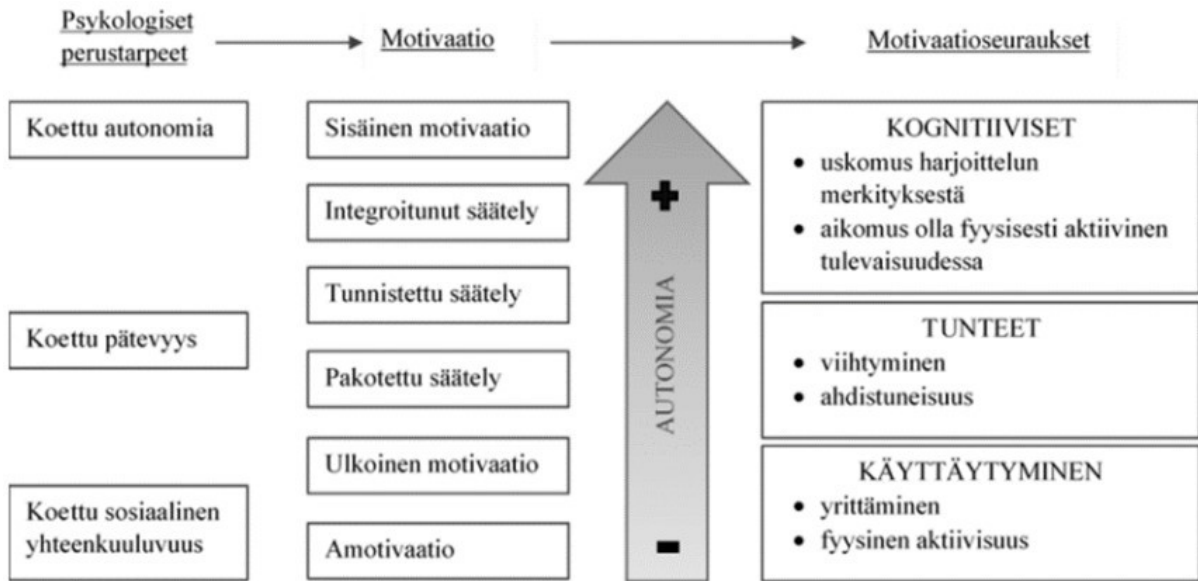 Psykologiset
perustarpeet
Motivaatio
Motivaatioseuraukset
Koettu autonomia
Koettu pätevyys
Koettu sosiaalinen
yhteenkuuluvuus
Sisäinen motivaatio
Integroitunut säätely
Tunnistettu säätely
Pakotettu säätely
Ulkoinen motivaatio
Amotivaatio
+
AUTONOMIA
-
KOGNITIIVISET
• uskomus harjoittelun
merkityksestä
• aikomus olla fyysisesti aktiivinen
tulevaisuudessa
TUNTEET
• viihtyminen
• ahdistuneisuus
KÄYTTÄYTYMINEN
• yrittäminen
• fyysinen aktiivisuus